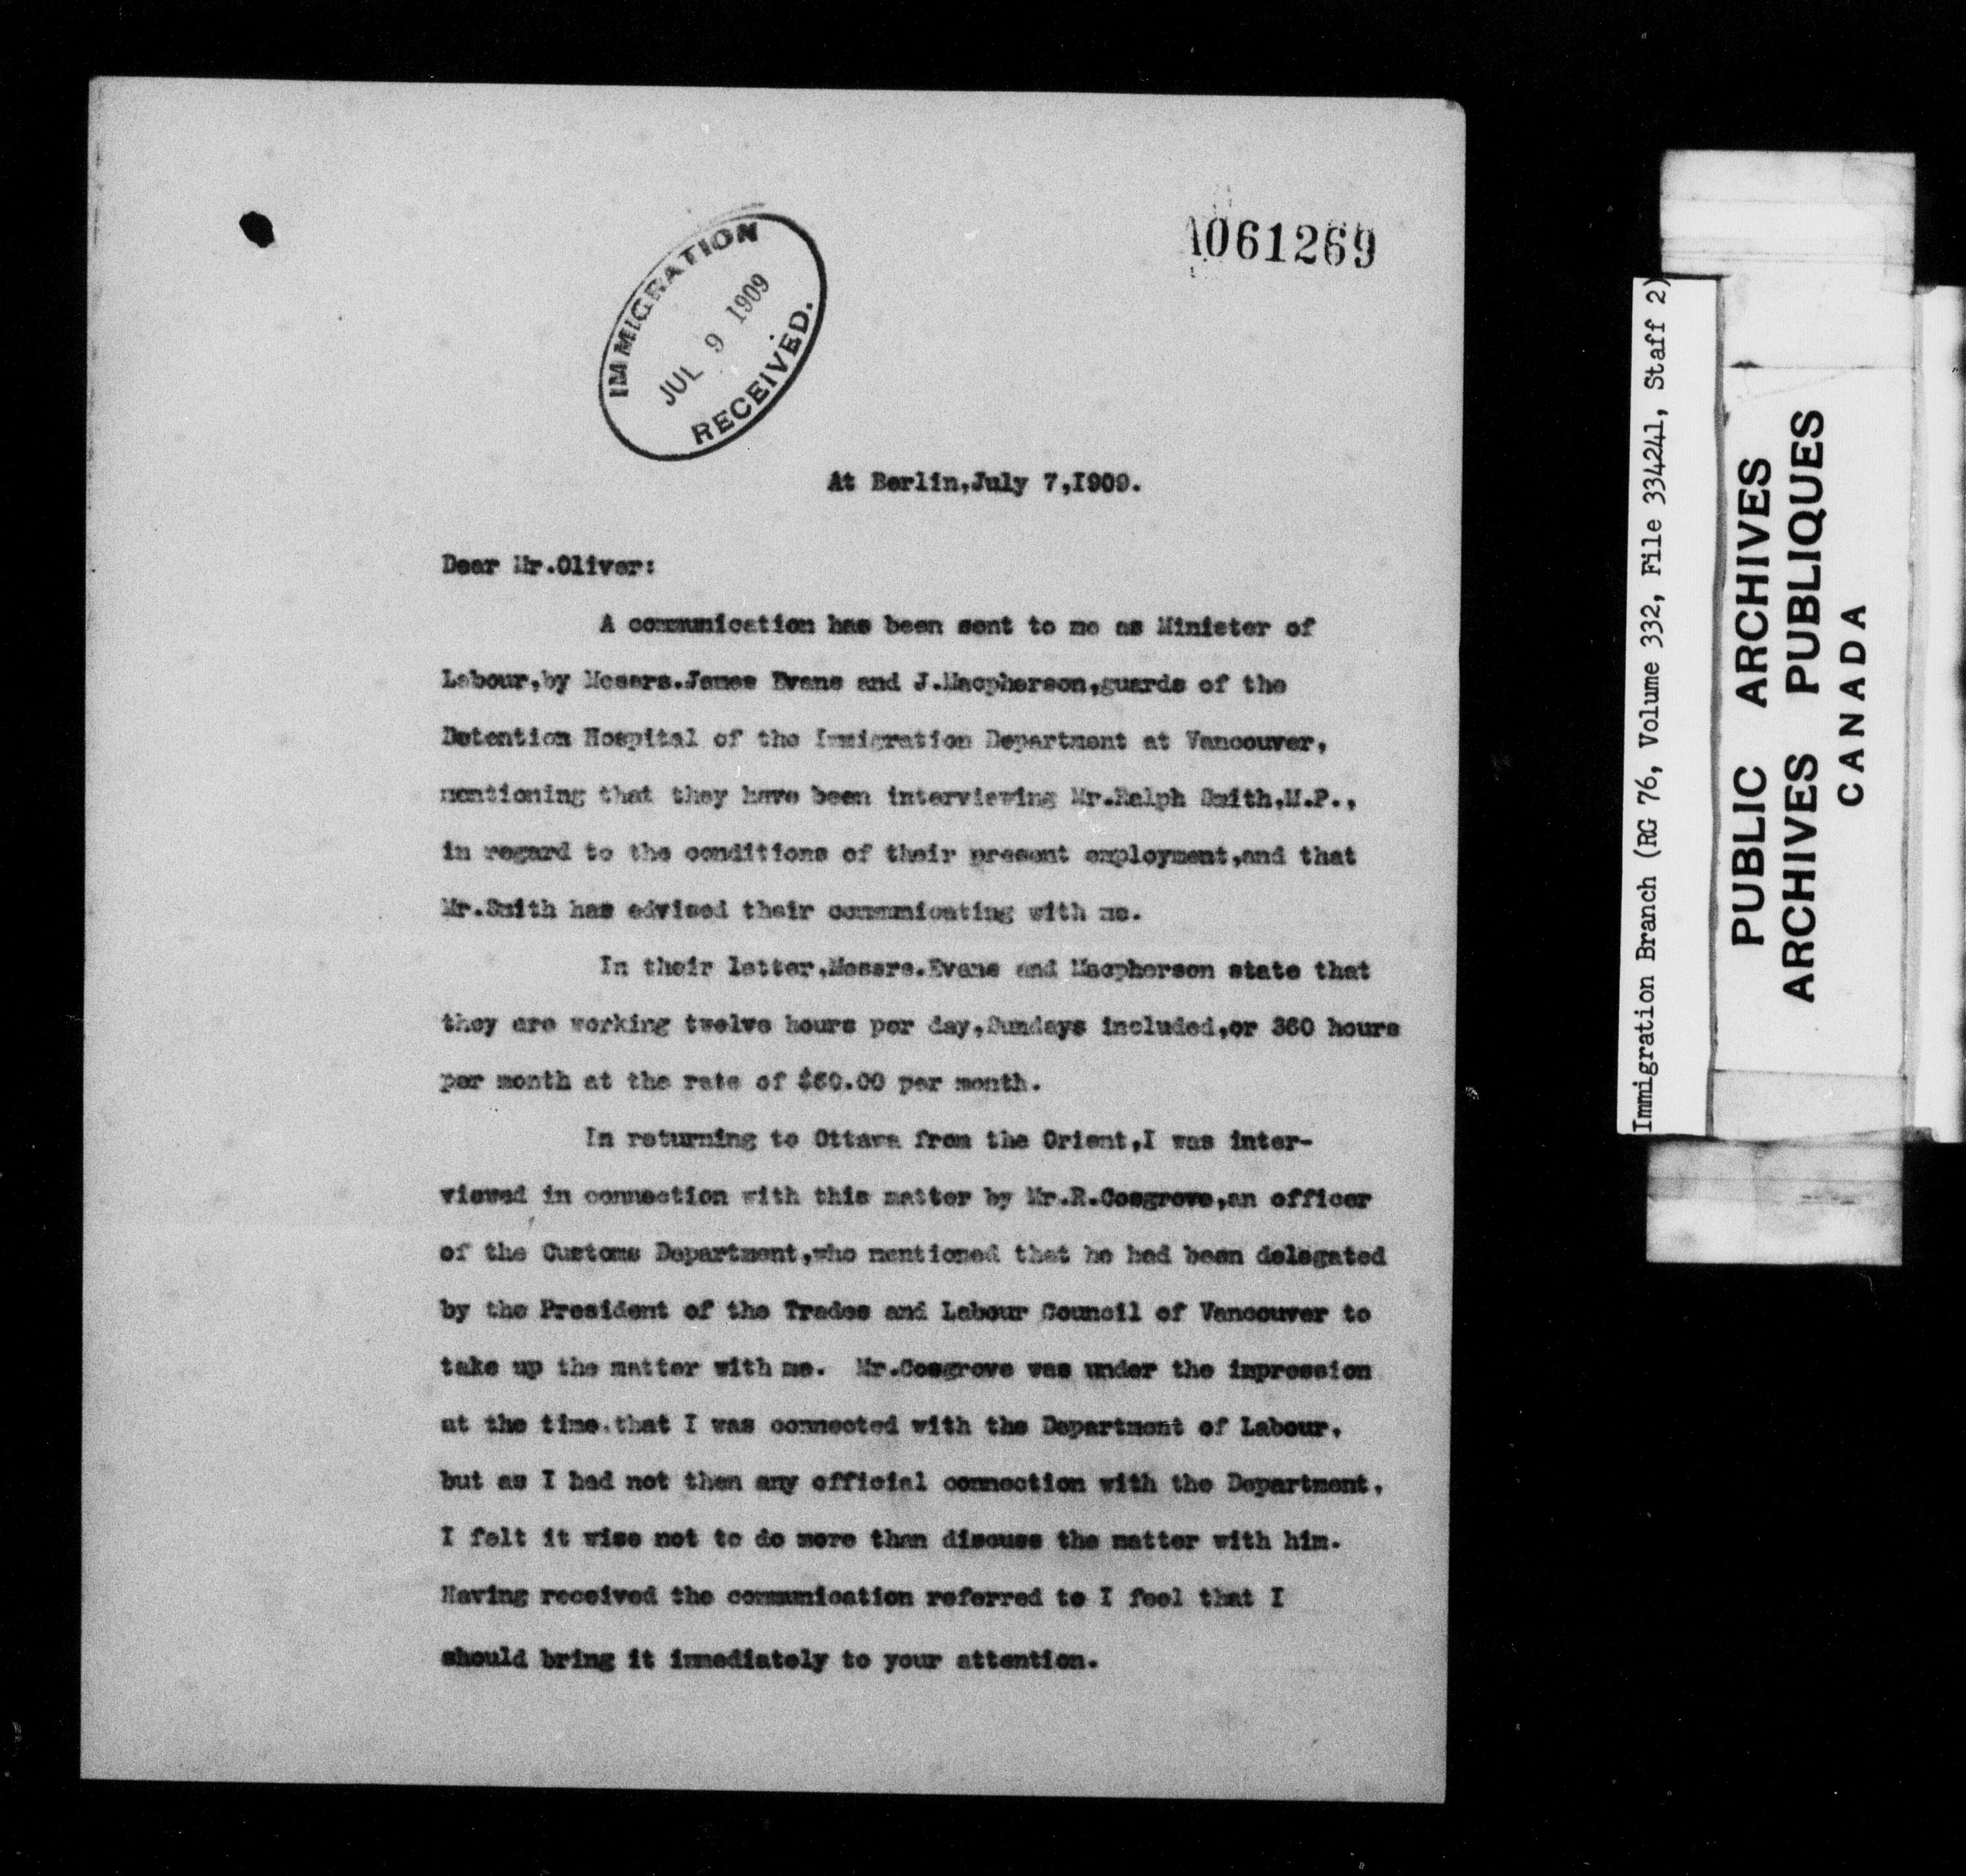 IMMIGRATION
JUL 9 1909
RECEIVED.
A061269
At Berlin,July 7,I909.
Dear Mr.Oliver:
A communication has been sent to me as Minister of
Labour,by Messrs.James Evans and J.Macpherson,guards of the
Detention Hospital of the Immigration Department at Vancouver,
mentioning that they have been interviewing Mr.Ralph Smith,M.P.,
in regard to the conditions of their present employment,and that
Mr.Smith has advised their communicating with me.
In their letter,Messrs.Evans and Macpherson state that
they are working twelve hours per day,Sundays included,or 360 hours
per month at the rate of $60.00 per month.
In returning to Ottawa from the Orient,I was inter-
viewed in connection with this matter by Mr.R.Cosgrove,an officer
of the Customs Department,who mentioned that he had been delegated
by the President of the Trades and Labour Council of Vancouver to
take up the matter with me. Mr.Cosgrove was under the impression
at the time,that I was connected with the Department of Labour,
but as I had not then any official connection with the Department,
I felt it wise not to do more than discuss the matter with him.
Having received the communication referred to I feel that I
should bring it immediately to your attention.
Immigration Branch (RG 76, Volume 332, File 334241, Staff 2)
PUBLIC ARCHIVES
ARCHIVES PUBLIQUES
CANADA